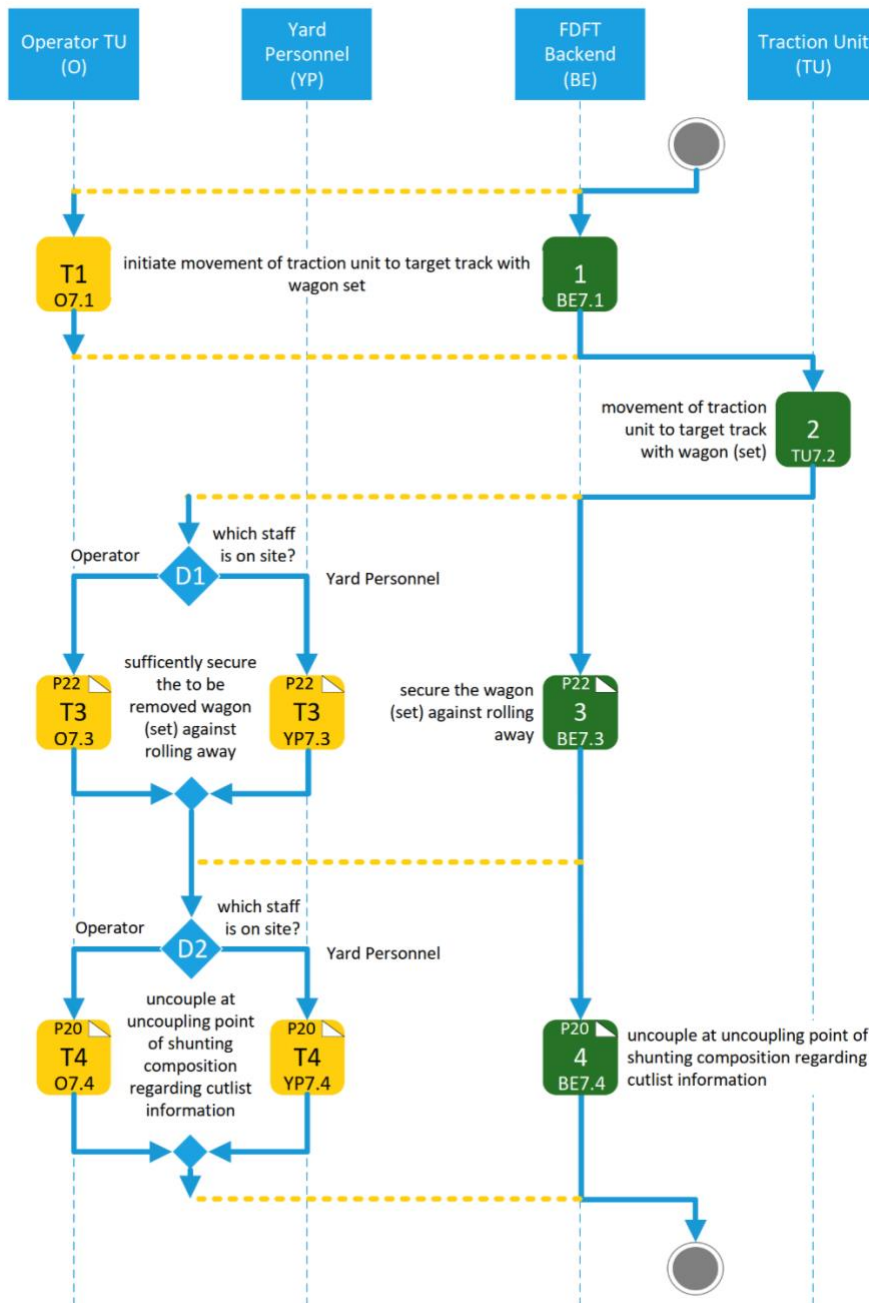 Operator TU
(O)
Yard
Personnel
(YP)
FDFT
Backend
(BE)
Traction Unit
(TU)
T1
O7.1
initiate movement of traction unit to target track with
wagon set
1
BE7.1
movement of traction
unit to target track
with wagon (set)
2
TU7.2
which staff
is on site?
Operator
D1
Yard Personnel
P22
T3
O7.3
sufficently secure
the to be
removed wagon
(set) against
rolling away
P22
T3
YP7.3
secure the wagon
(set) against rolling
away
P22
3
BE7.3
which staff
is on site?
Operator
D2
Yard Personnel
P20
T4
O7.4
uncouple at
uncoupling point
of shunting
composition
regarding cutlist
information
P20
T4
YP7.4
P20
4
BE7.4
uncouple at uncoupling point of
shunting composition regarding
cutlist information